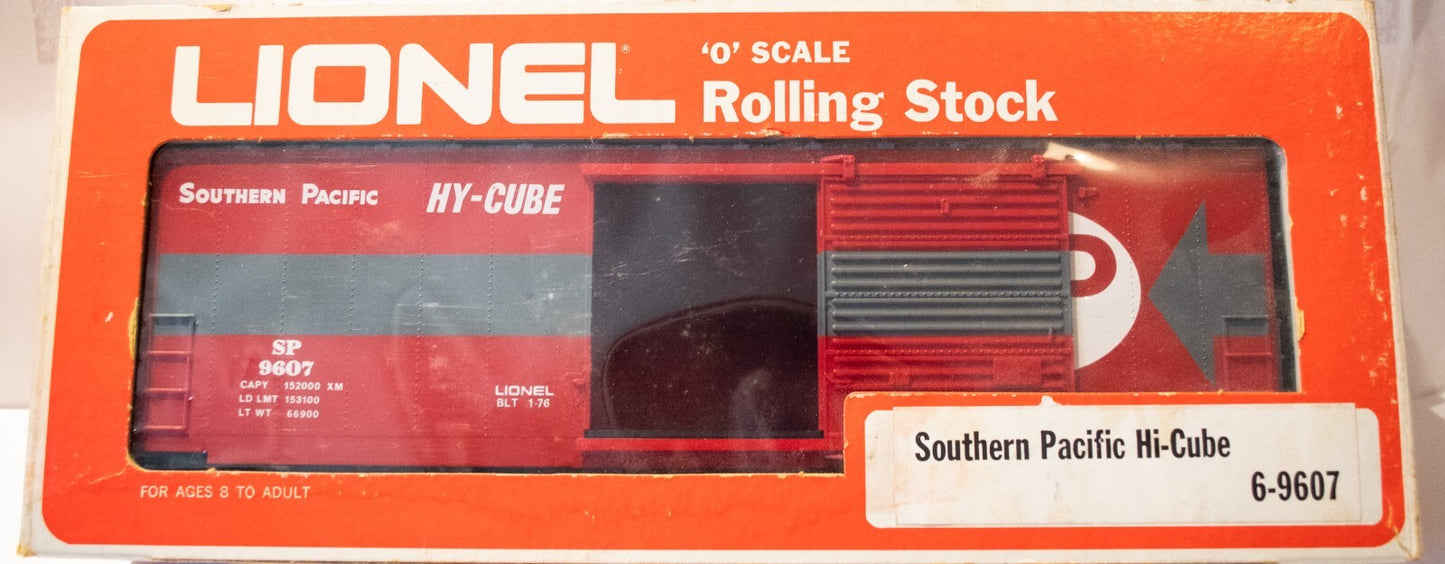 LIONEL®
'O' SCALE
Rolling Stock
SOUTHERN PACIFIC HY-CUBE
SP
9607
CAPY 152000 XM
LD LMT 153100
LT WT 66900
LIONEL
BLT 1-76
P
FOR AGES 8 TO ADULT
Southern Pacific Hi-Cube
6-9607